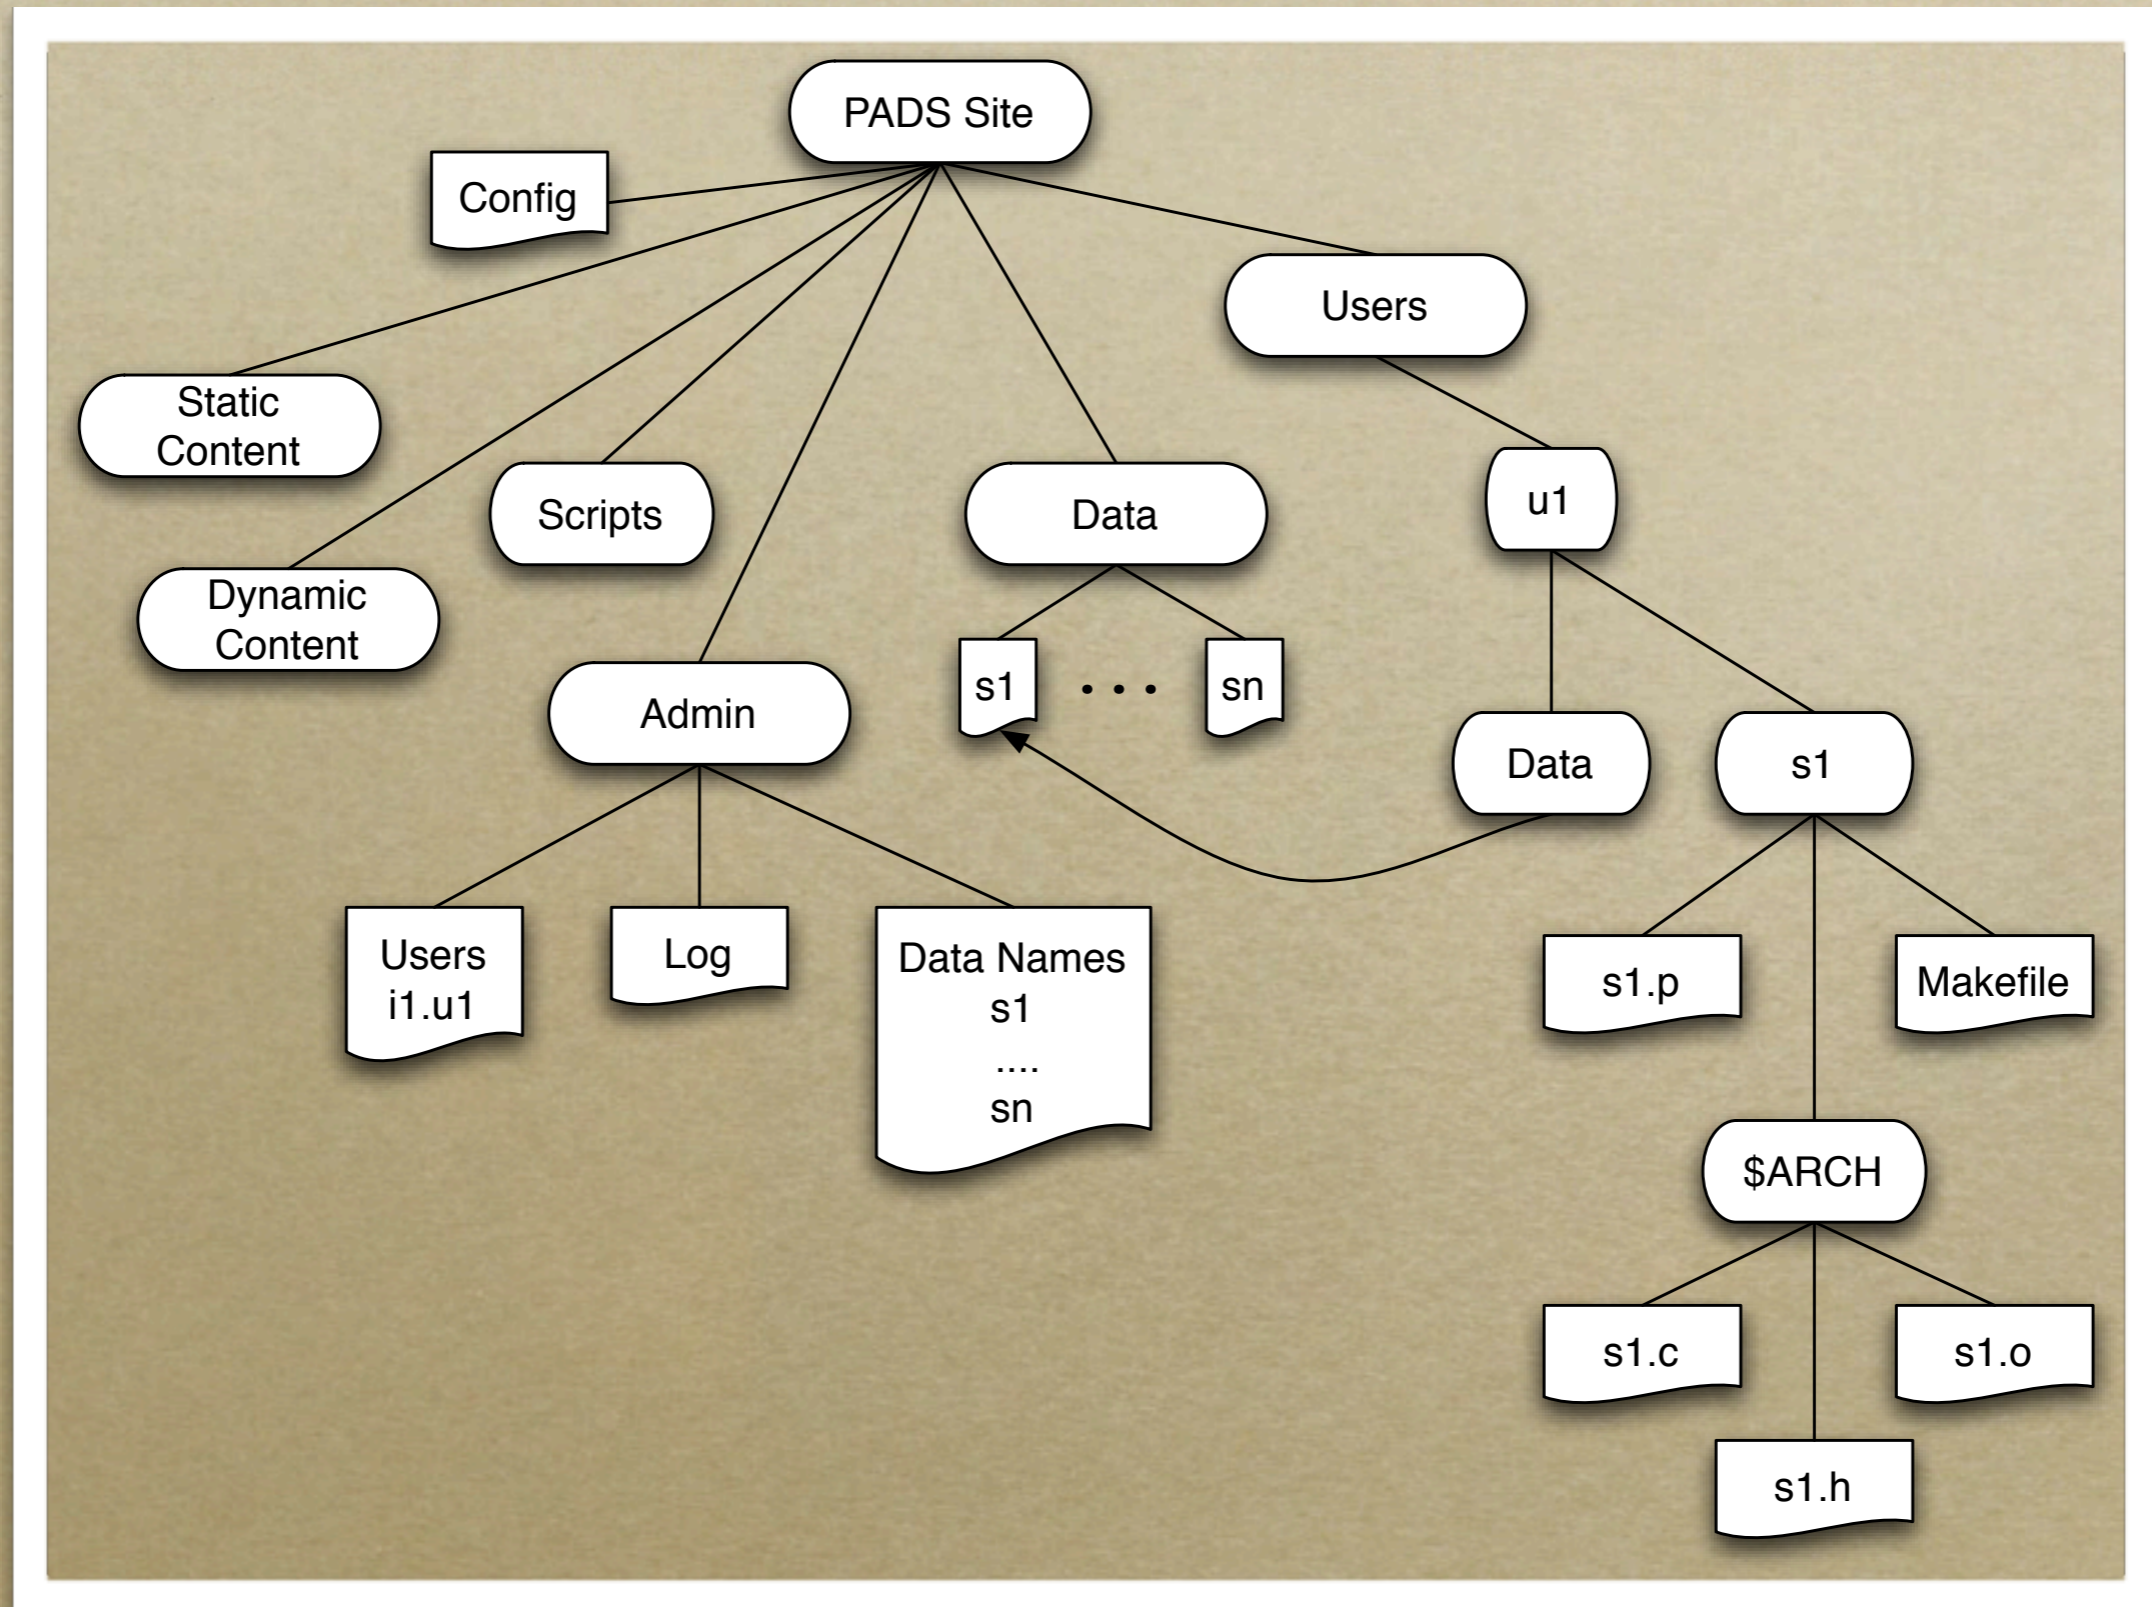 PADS Site
Config
Users
Static
Content
Scripts
Data
u1
Dynamic
Content
s1
. . .
sn
Admin
Data
s1
Users
i1.u1
Log
Data Names
s1
....
sn
s1.p
Makefile
$ARCH
s1.c
s1.o
s1.h